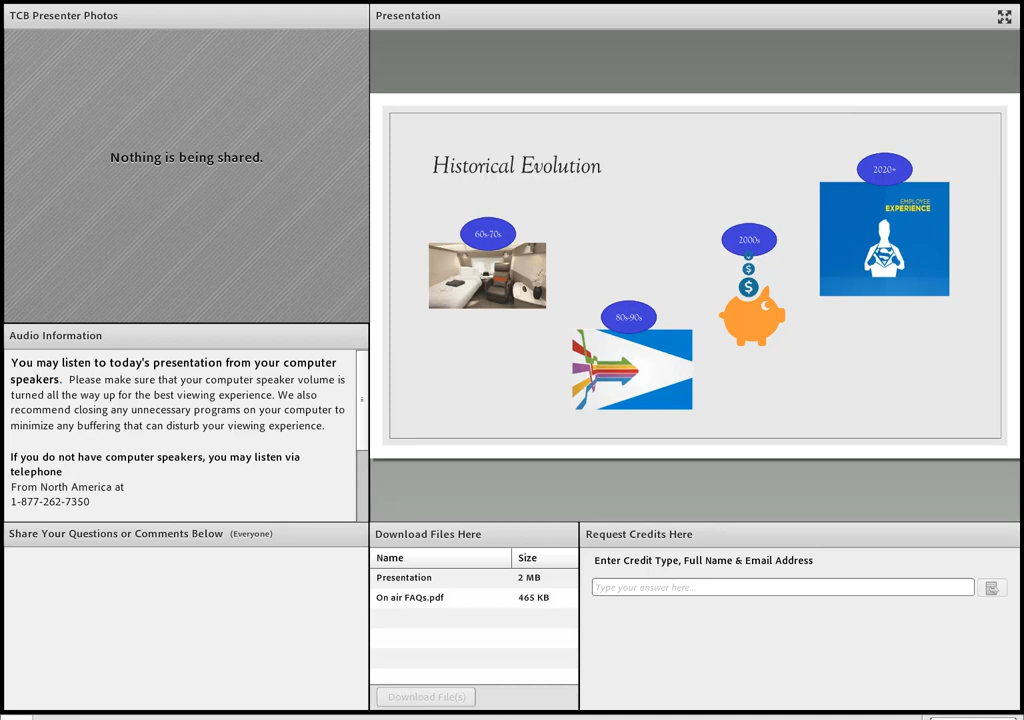 TCB Presenter Photos
Nothing is being shared.
Audio Information
You may listen to today's presentation from your computer
speakers. Please make sure that your computer speaker volume is
turned all the way up for the best viewing experience. We also
recommend closing any unnecessary programs on your computer to
minimize any buffering that can disturb your viewing experience.
If you do not have computer speakers, you may listen via
telephone
From North America at
1-877-262-7350
Share Your Questions or Comments Below (Everyone)
Presentation
Historical Evolution
60s-70s
80s-90s
2000s
$
$
2020+
EMPLOYEE
EXPERIENCE
S
Download Files Here
Name Size
Presentation 2 MB
On air FAQs.pdf 465 KB
Download File(s)
Request Credits Here
Enter Credit Type, Full Name & Email Address
Type your answer here...